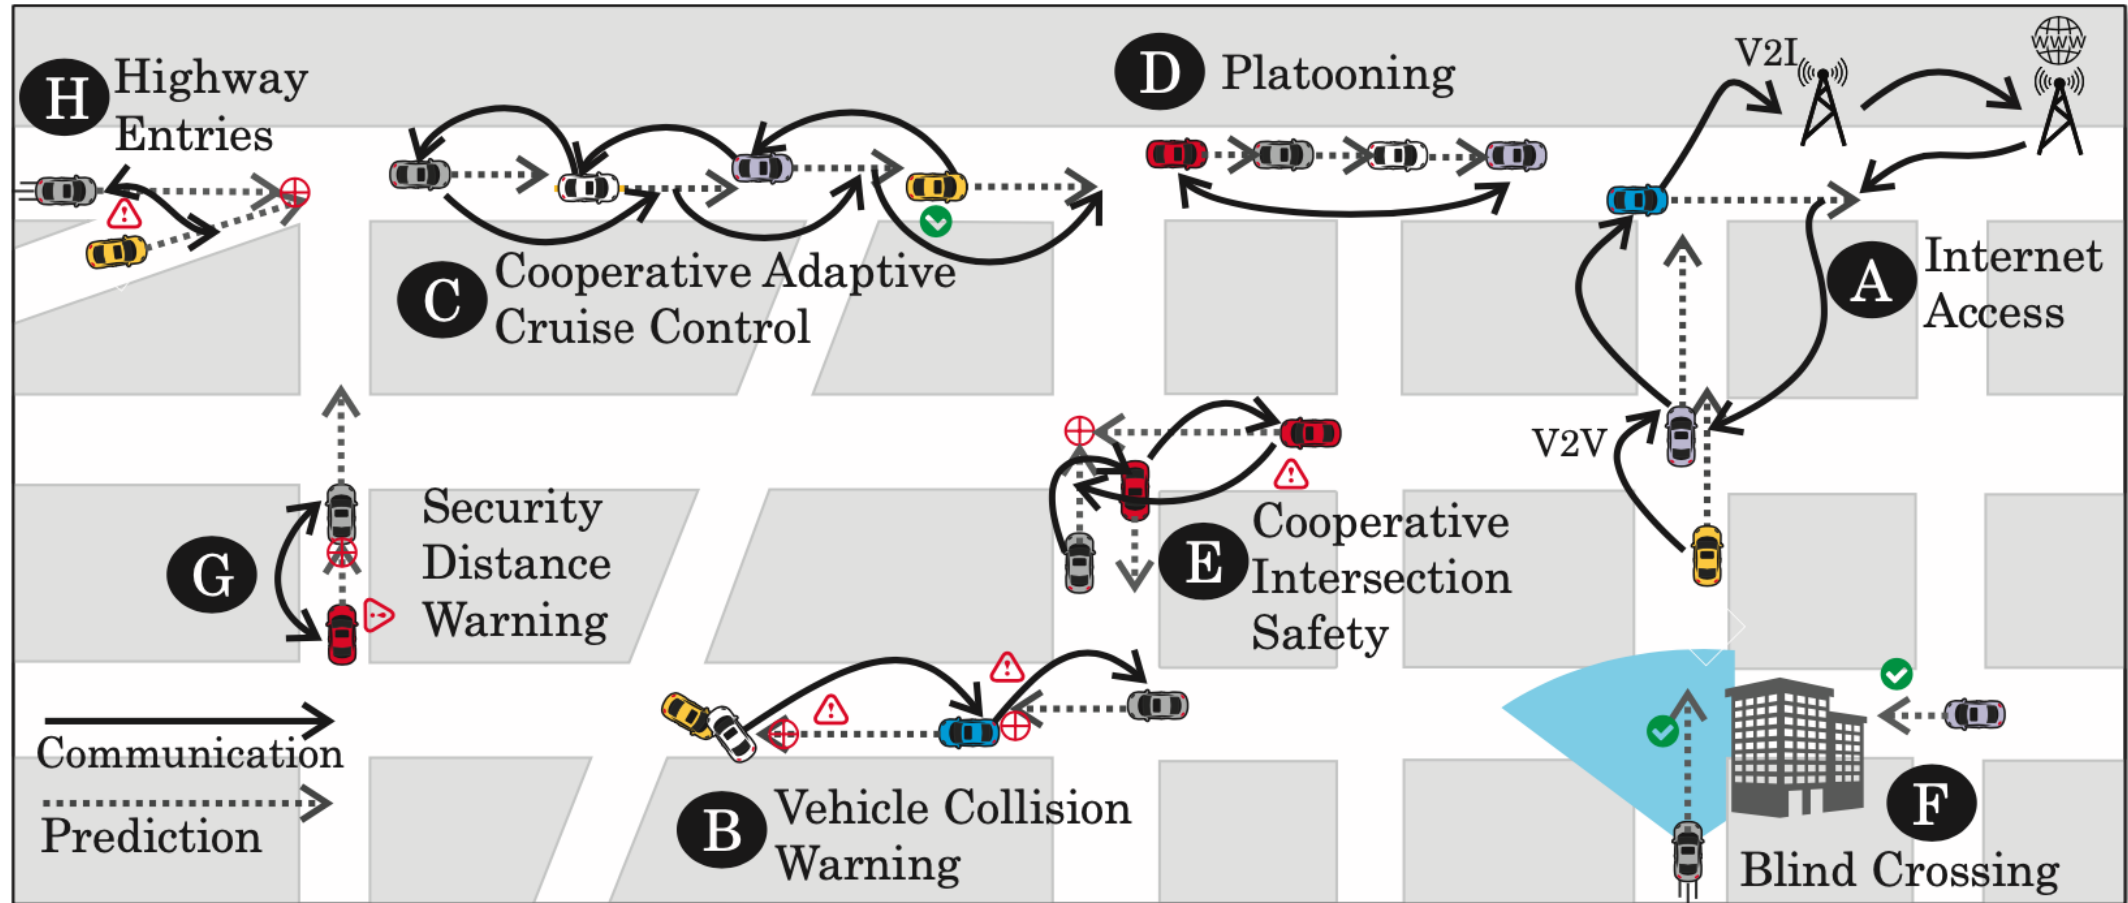 H
Highway
Entries
C
Cooperative Adaptive
Cruise Control
D
Platooning
V2I
WWW
A
Internet
Access
V2V
G
Security
Distance
Warning
E
Cooperative
Intersection
Safety
B
Vehicle Collision
Warning
F
Blind Crossing
Communication
Prediction